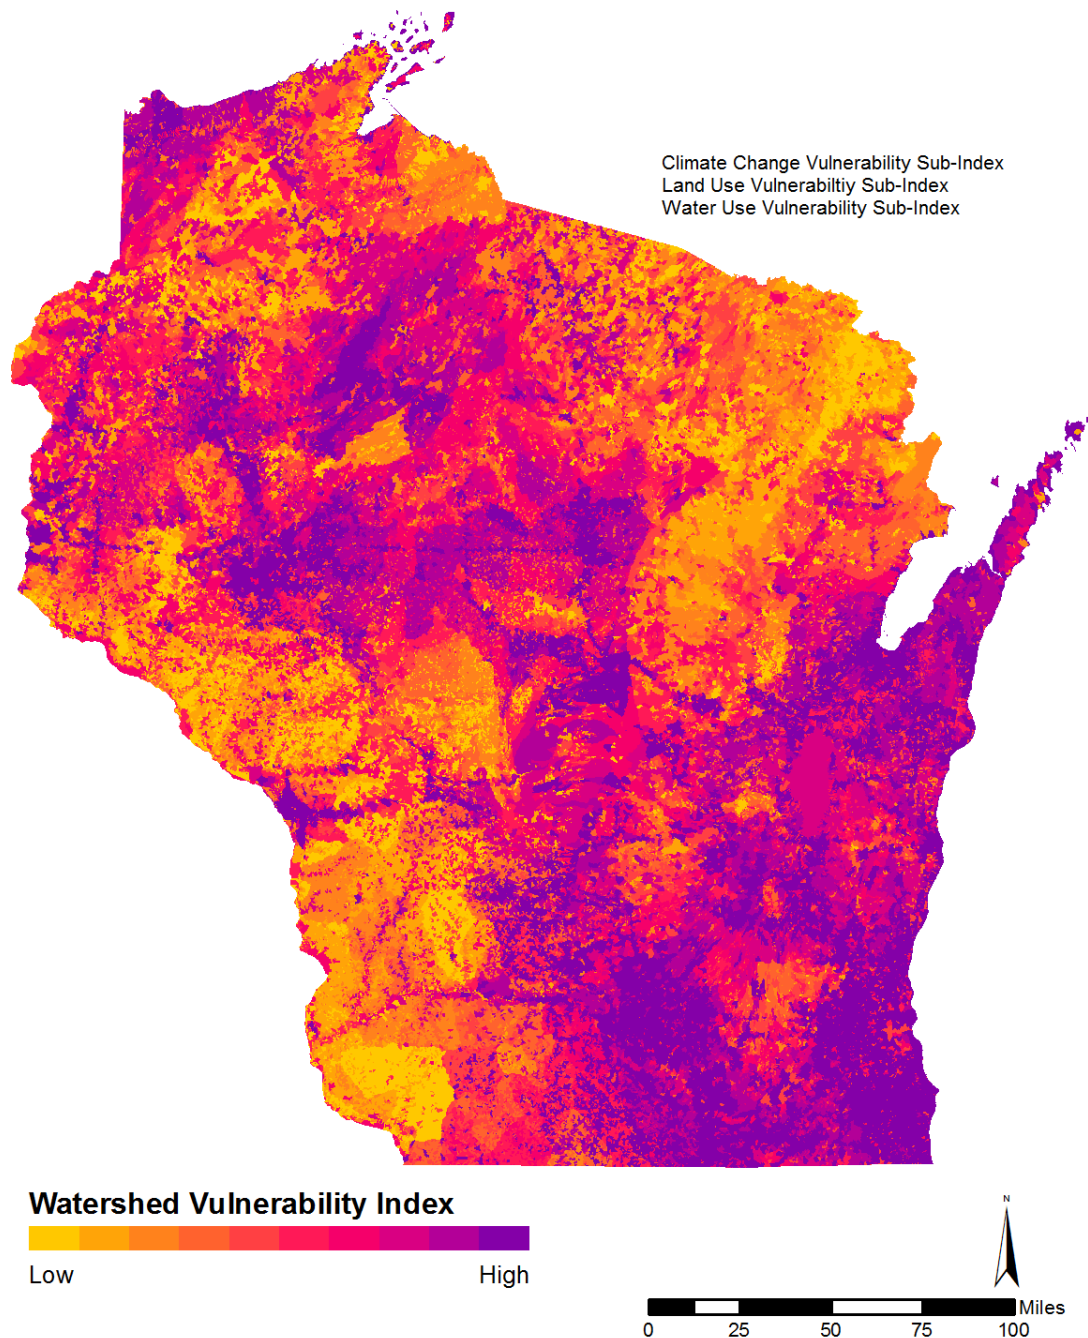 Climate Change Vulnerability Sub-Index
Land Use Vulnerabiltiy Sub-Index
Water Use Vulnerability Sub-Index
Watershed Vulnerability Index
Low High
N
Miles
0 25 50 75 100